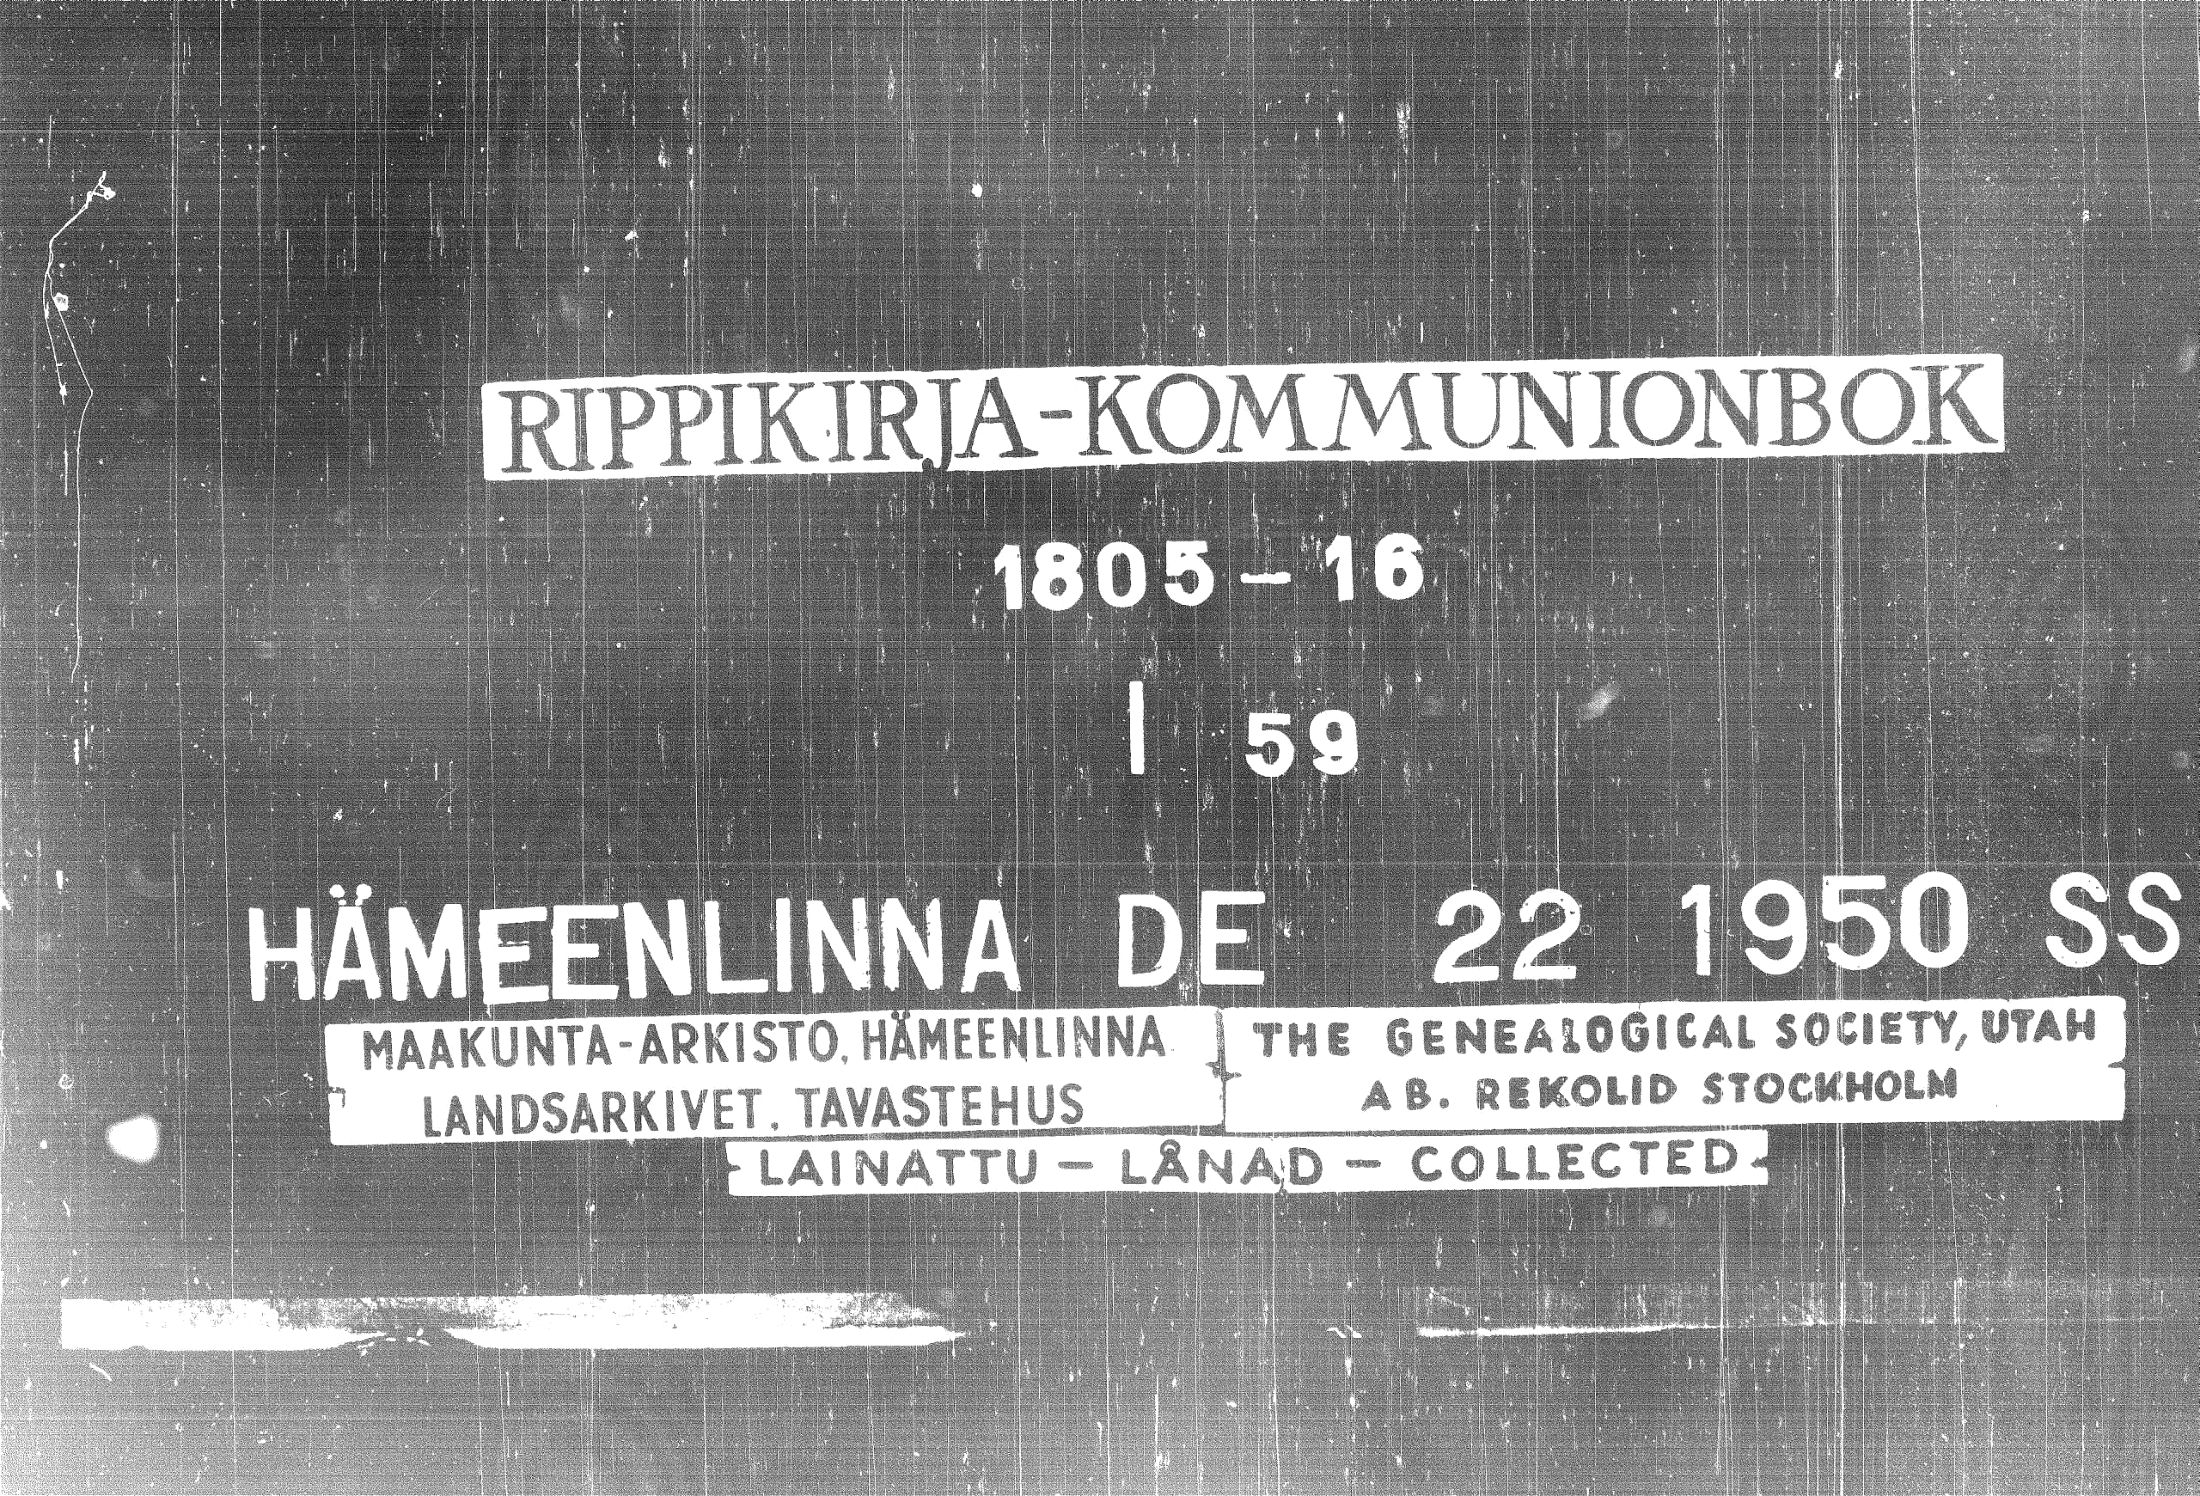 RIPPIKIRJA-KOMMUNIONBOK
1805-16
I 59
HÄMEENLINNA DE 22 1950 SS
MAAKUNTA-ARKISTO, HÄMEENLINNA
LANDSARKIVET, TAVASTEHUS
THE GENEALOGICAL SOCIETY, UTAH
AB. REKOLID STOCKHOLM
LAINATTU - LÅNAD - COLLECTED